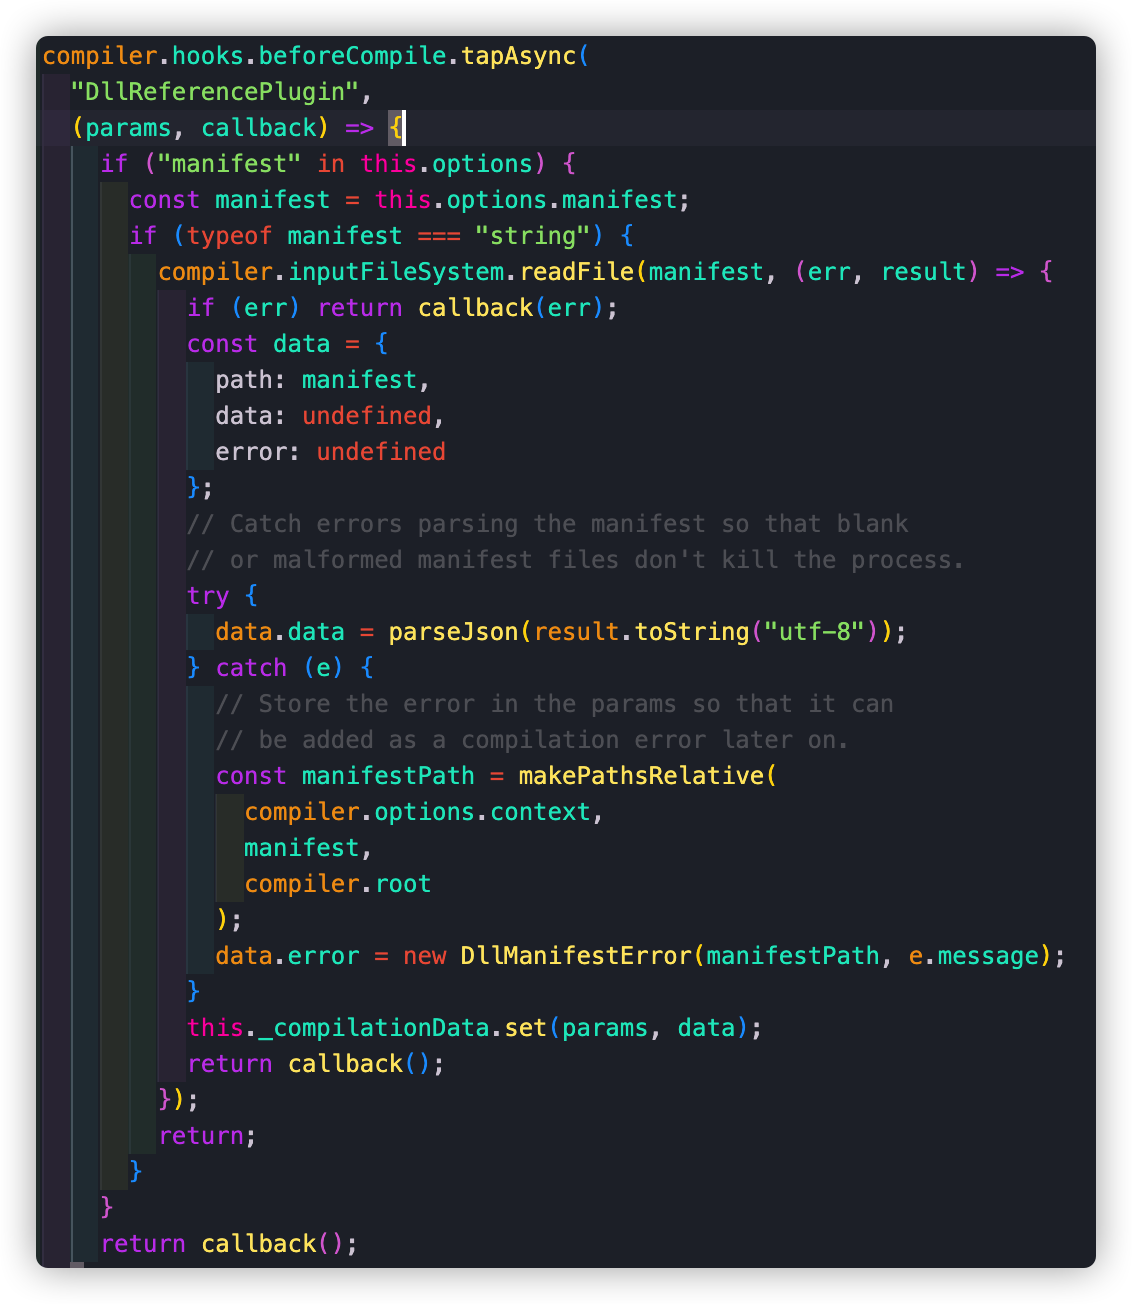 compiler.hooks.beforeCompile.tapAsync(
  "DllReferencePlugin",
  (params, callback) => {
    if ("manifest" in this.options) {
      const manifest = this.options.manifest;
      if (typeof manifest === "string") {
        compiler.inputFileSystem.readFile(manifest, (err, result) => {
          if (err) return callback(err);
          const data = {
            path: manifest,
            data: undefined,
            error: undefined
          };
          // Catch errors parsing the manifest so that blank
          // or malformed manifest files don't kill the process.
          try {
            data.data = parseJson(result.toString("utf-8"));
          } catch (e) {
            // Store the error in the params so that it can
            // be added as a compilation error later on.
            const manifestPath = makePathsRelative(
              compiler.options.context,
              manifest,
              compiler.root
            );
            data.error = new DllManifestError(manifestPath, e.message);
          }
          this._compilationData.set(params, data);
          return callback();
        });
        return;
      }
    }
    return callback();